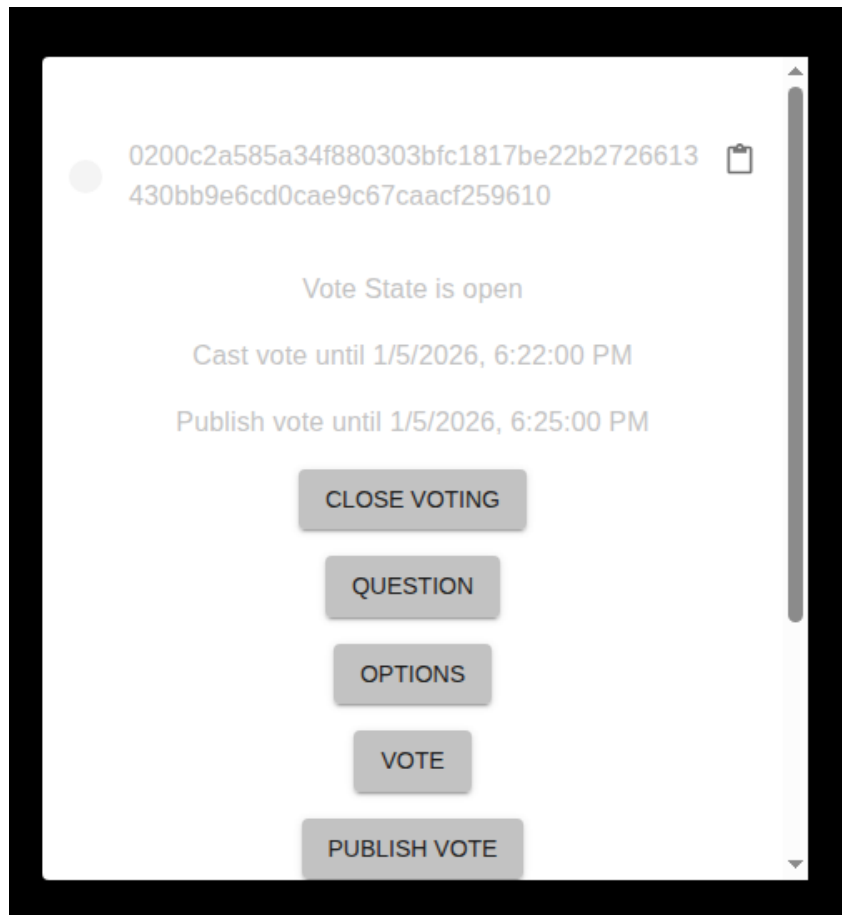 0200c2a585a34f880303bfc1817be22b2726613
430bb9e6cd0cae9c67caacf259610
Vote State is open
Cast vote until 1/5/2026, 6:22:00 PM
Publish vote until 1/5/2026, 6:25:00 PM
CLOSE VOTING
QUESTION
OPTIONS
VOTE
PUBLISH VOTE